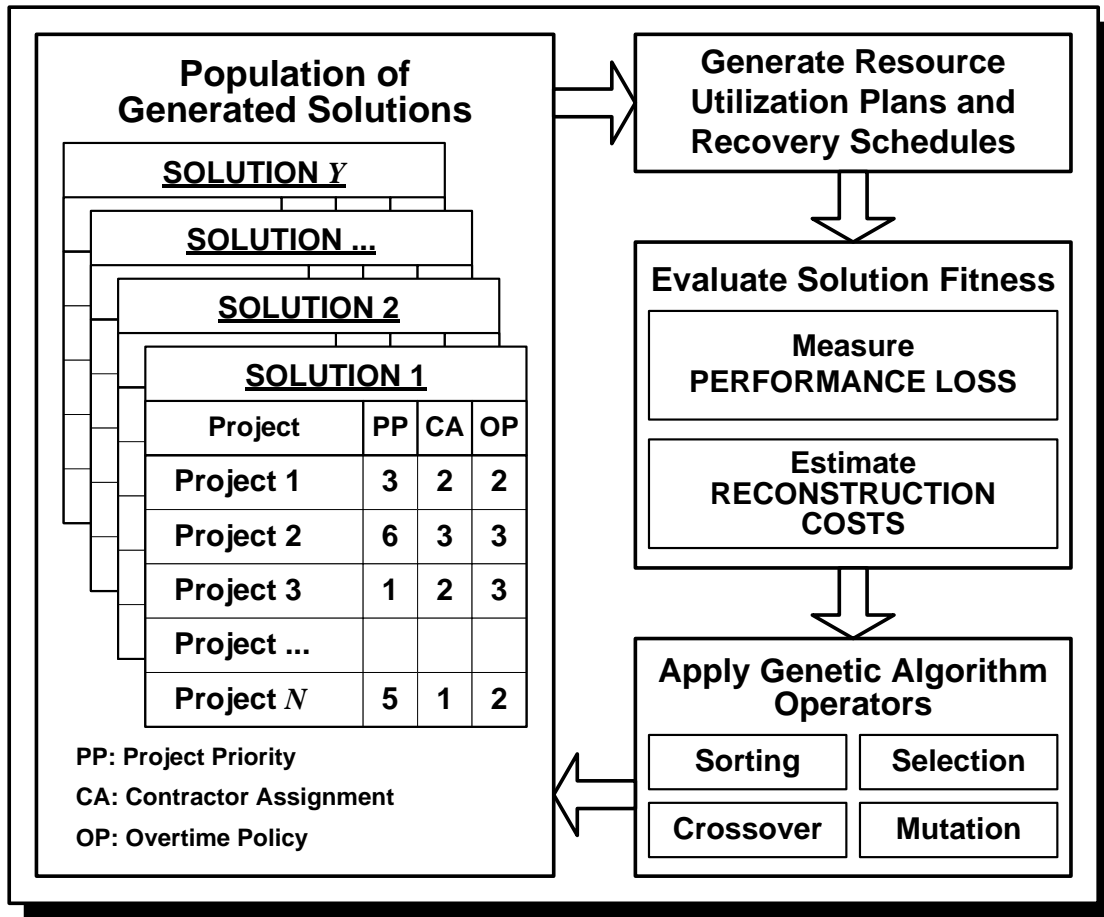 Population of
Generated Solutions
SOLUTION Y
SOLUTION ...
SOLUTION 2
SOLUTION 1
Project PP CA OP
Project 1 3 2 2
Project 2 6 3 3
Project 3 1 2 3
Project ...
Project N 5 1 2
PP: Project Priority
CA: Contractor Assignment
OP: Overtime Policy
Generate Resource
Utilization Plans and
Recovery Schedules
Evaluate Solution Fitness
Measure
PERFORMANCE LOSS
Estimate
RECONSTRUCTION
COSTS
Apply Genetic Algorithm
Operators
Sorting Selection
Crossover Mutation